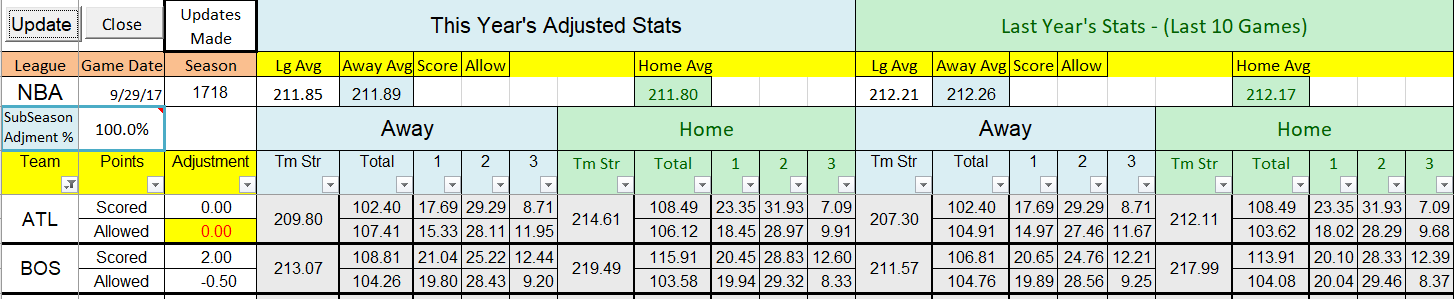 Update Close Updates Made This Year's Adjusted Stats Last Year's Stats - (Last 10 Games)
League Game Date Season Lg Avg Away Avg Score Allow Home Avg Lg Avg Away Avg Score Allow Home Avg
NBA 9/29/17 1718 211.85 211.89 211.80 212.21 212.26 212.17
SubSeason Adjment % 100.0% Away Home Away Home
Team Points Adjustment Tm Str Total 1 2 3 Tm Str Total 1 2 3 Tm Str Total 1 2 3 Tm Str Total 1 2 3
ATL Scored 0.00 209.80 102.40 17.69 29.29 8.71 214.61 108.49 23.35 31.93 7.09 207.30 102.40 17.69 29.29 8.71 212.11 108.49 23.35 31.93 7.09
Allowed 0.00 107.41 15.33 28.11 11.95 106.12 18.45 28.97 9.91 104.91 14.97 27.46 11.67 103.62 18.02 28.29 9.68
BOS Scored 2.00 213.07 108.81 21.04 25.22 12.44 219.49 115.91 20.45 28.83 12.60 211.57 106.81 20.65 24.76 12.21 217.99 113.91 20.10 28.33 12.39
Allowed -0.50 104.26 19.80 28.43 9.20 103.58 19.94 29.32 8.33 104.76 19.89 28.56 9.25 104.08 20.04 29.46 8.37